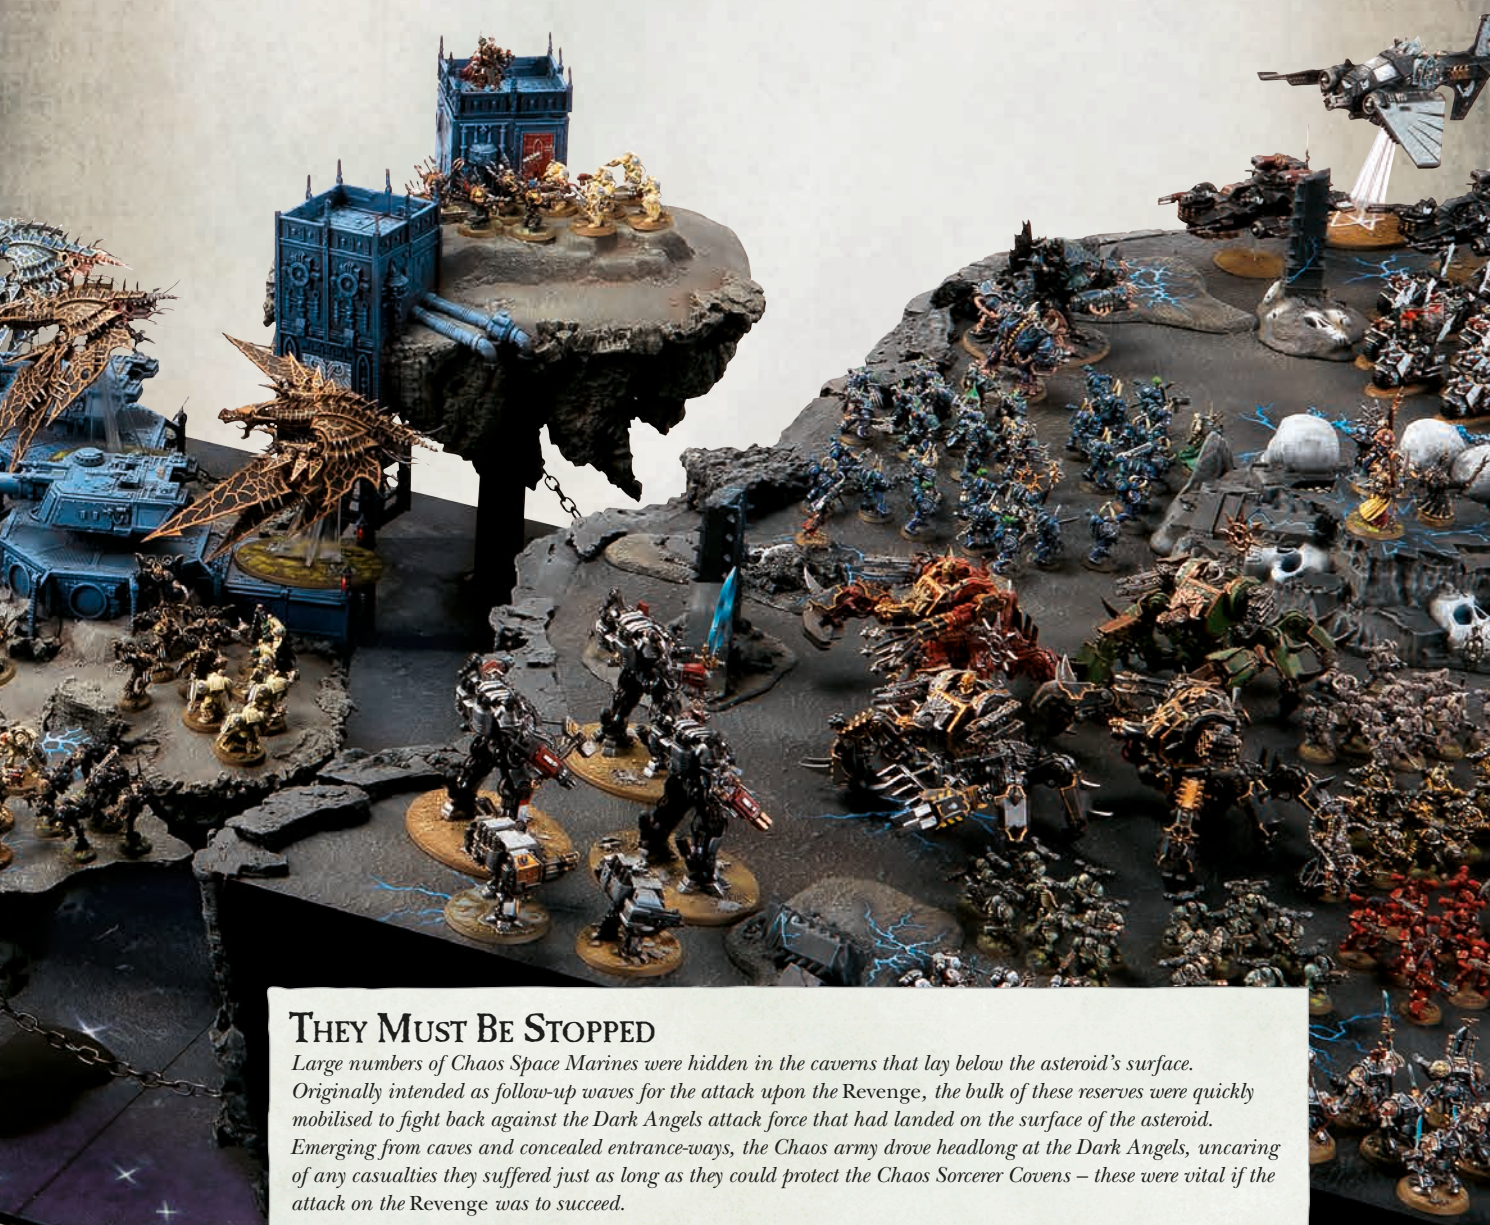 They Must Be Stopped
Large numbers of Chaos Space Marines were hidden in the caverns that lay below the asteroid's surface.
Originally intended as follow-up waves for the attack upon the Revenge, the bulk of these reserves were quickly
mobilised to fight back against the Dark Angels attack force that had landed on the surface of the asteroid.
Emerging from caves and concealed entrance-ways, the Chaos army drove headlong at the Dark Angels, uncaring
of any casualties they suffered just as long as they could protect the Chaos Sorcerer Covens – these were vital if the
attack on the Revenge was to succeed.